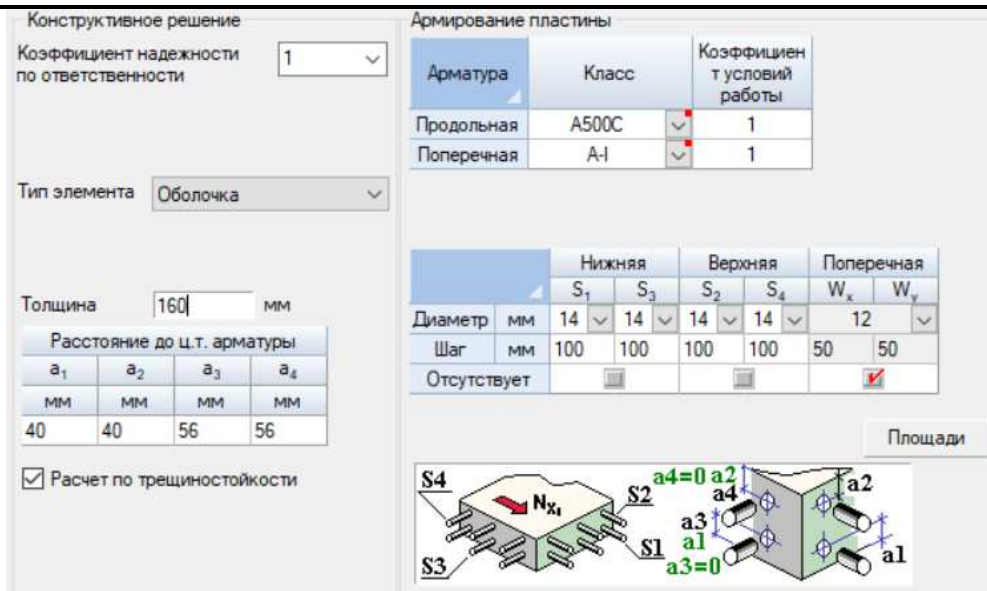 Конструктивное решение
Коэффициент надежности
по ответственности
1
Тип элемента Оболочка
Толщина 160 мм
Расстояние до ц.т. арматуры
a1 a2 a3 a4
мм мм мм мм
40 40 56 56
Расчет по трещиностойкости
Армирование пластины
Арматура Класс Коэффициен
т условий
работы
Продольная A500C 1
Поперечная A-I 1
Нижняя Верхняя Поперечная
S1 S3 S2 S4 Wx Wy
Диаметр мм 14 14 14 14 12
Шаг мм 100 100 100 100 50 50
Отсутствует
Площади
S4 NX1 S2 a4=0 a2 a2
a4
a3
S1 a1 a1
S3 a3=0